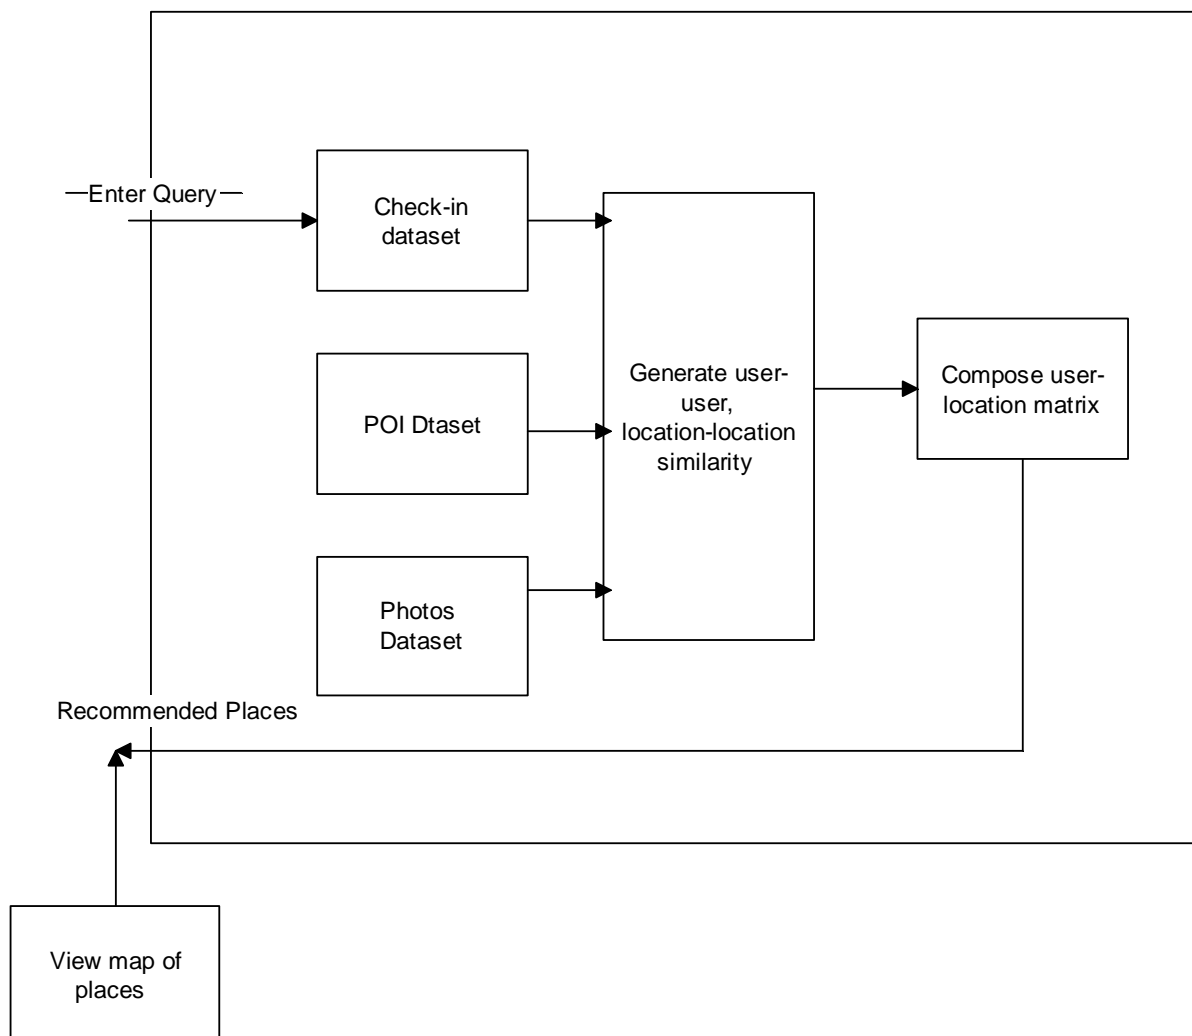 Enter Query
Check-in
dataset
POI Dtaset
Photos
Dataset
Generate user-
user,
location-location
similarity
Compose user-
location matrix
Recommended Places
View map of
places